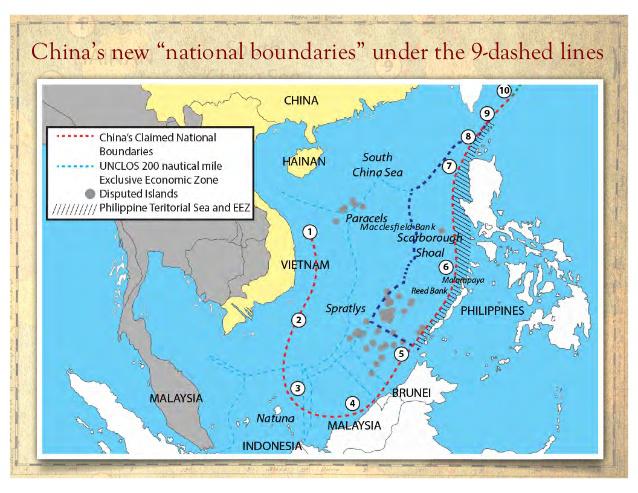 China's new “national boundaries” under the 9-dashed lines
China's Claimed National
Boundaries
UNCLOS 200 nautical mile
Exclusive Economic Zone
Disputed Islands
Philippine Teritorial Sea and EEZ
CHINA
HAINAN
South
China Sea
10
9
8
7
Paracels
Macclesfield Bank
Scarborough
Shoal
1
VIETNAM
6
Malampaya
Reed Bank
Spratlys
PHILIPPINES
2
5
3
4
BRUNEI
MALAYSIA
Natuna
MALAYSIA
INDONESIA